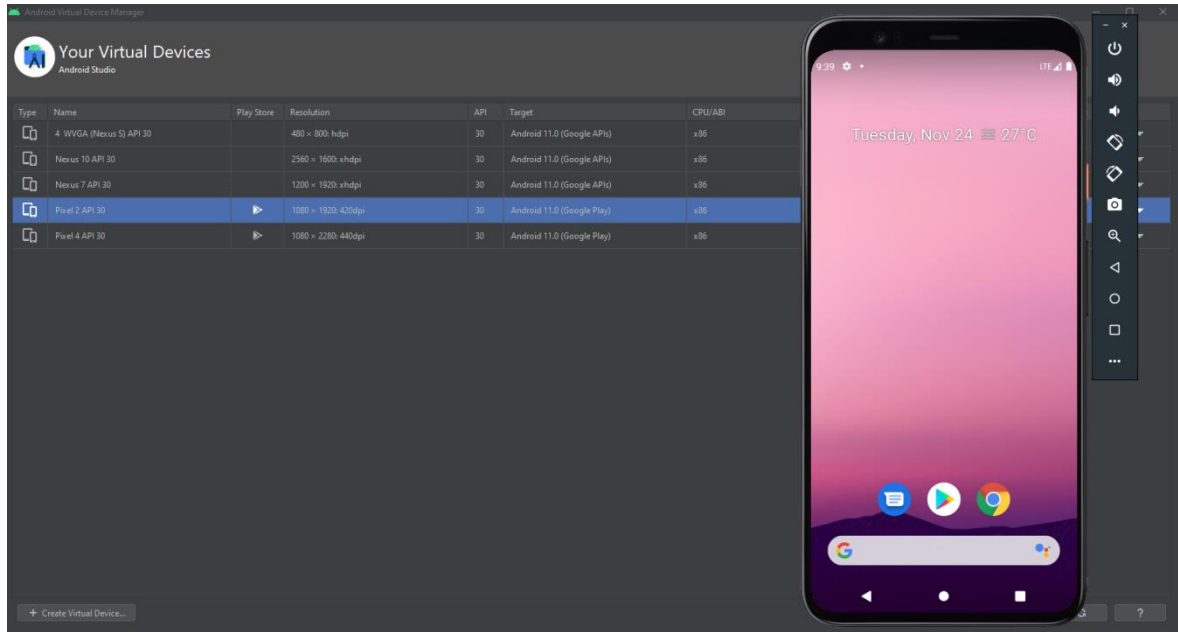 Android Virtual Device Manager
Your Virtual Devices
Android Studio
Type Name Play Store Resolution API Target CPU/ABI
4 WVGA (Nexus S) API 30 480 × 800: hdpi 30 Android 11.0 (Google APIs) x86
Nexus 10 API 30 2560 × 1600: xhdpi 30 Android 11.0 (Google APIs) x86
Nexus 7 API 30 1200 × 1920: xhdpi 30 Android 11.0 (Google APIs) x86
Pixel 2 API 30 1080 × 1920: 420dpi 30 Android 11.0 (Google Play) x86
Pixel 4 API 30 1080 × 2280: 440dpi 30 Android 11.0 (Google Play) x86
+ Create Virtual Device...
?
9:39 LTE
Tuesday, Nov 24 27°C